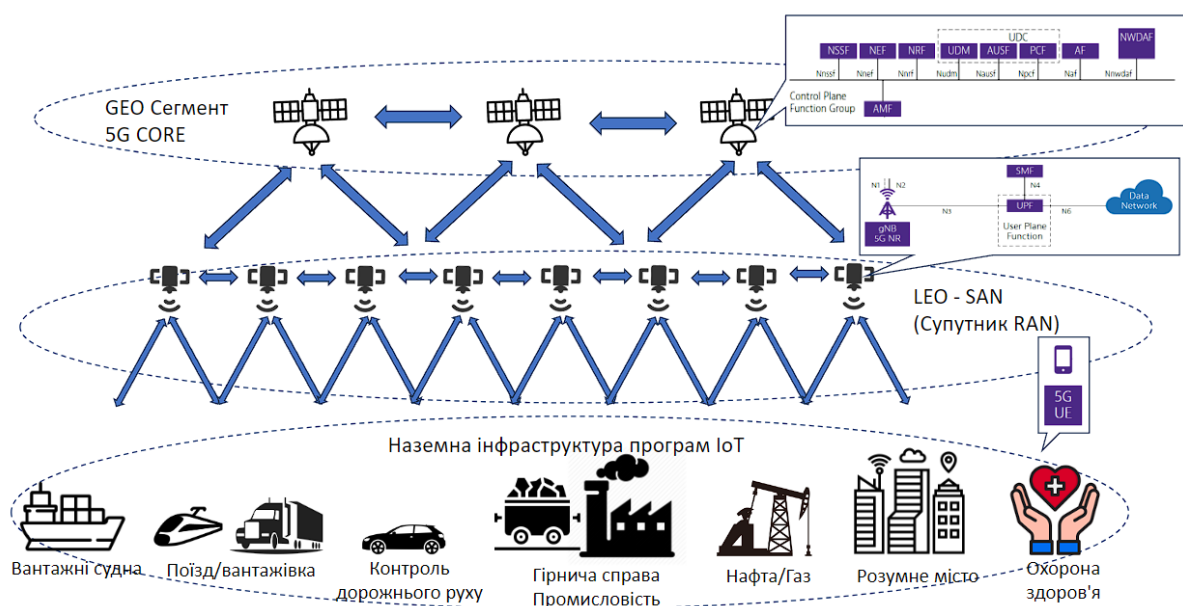 GEO Сегмент
5G CORE
UDC
NSSF NEF NRF UDM AUSF PCF AF NWDAF
Nnssf Nnef Nnrf Nudm Nausf Npcf Naf Nnwdaf
Control Plane
Function Group
AMF
SMF
N1 N2
N4
gNB
5G NR
N3
UPF
N6
Data
Network
User Plane
Function
LEO - SAN
(Супутник RAN)
5G
UE
Наземна інфраструктура програм IoT
Вантажні судна
Поїзд/вантажівка
Контроль
дорожнього руху
Гірнича справа
Промисловість
Нафта/Газ
Розумне місто
Охорона
здоров'я